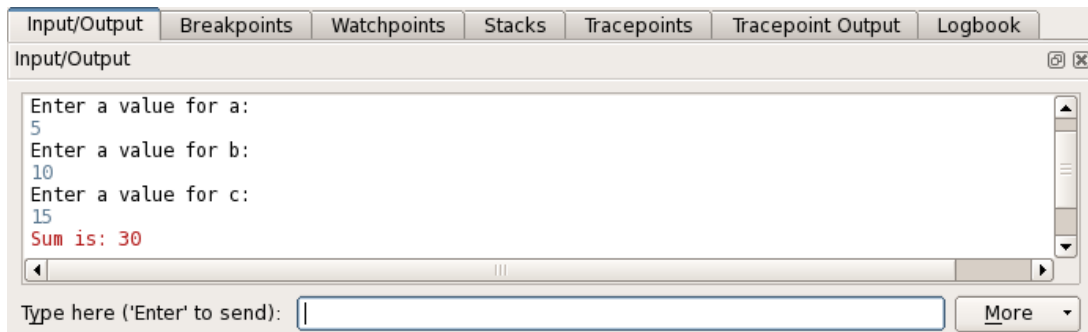 Input/Output Breakpoints Watchpoints Stacks Tracepoints Tracepoint Output Logbook
Input/Output
Enter a value for a:
5
Enter a value for b:
10
Enter a value for c:
15
Sum is: 30
Type here ('Enter' to send): More